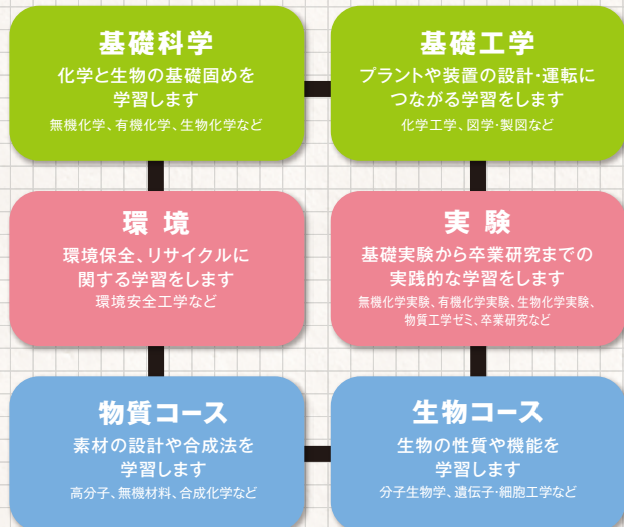 基礎科学
化学と生物の基礎固めを
学習します
無機化学、有機化学、生物化学など
基礎工学
プラントや装置の設計・運転に
つながる学習をします
化学工学、図学・製図など
環 境
環境保全、リサイクルに
関する学習をします
環境安全工学など
実 験
基礎実験から卒業研究までの
実践的な学習をします
無機化学実験、有機化学実験、生物化学実験、
物質工学ゼミ、卒業研究など
物質コース
素材の設計や合成法を
学習します
高分子、無機材料、合成化学など
生物コース
生物の性質や機能を
学習します
分子生物学、遺伝子・細胞工学など